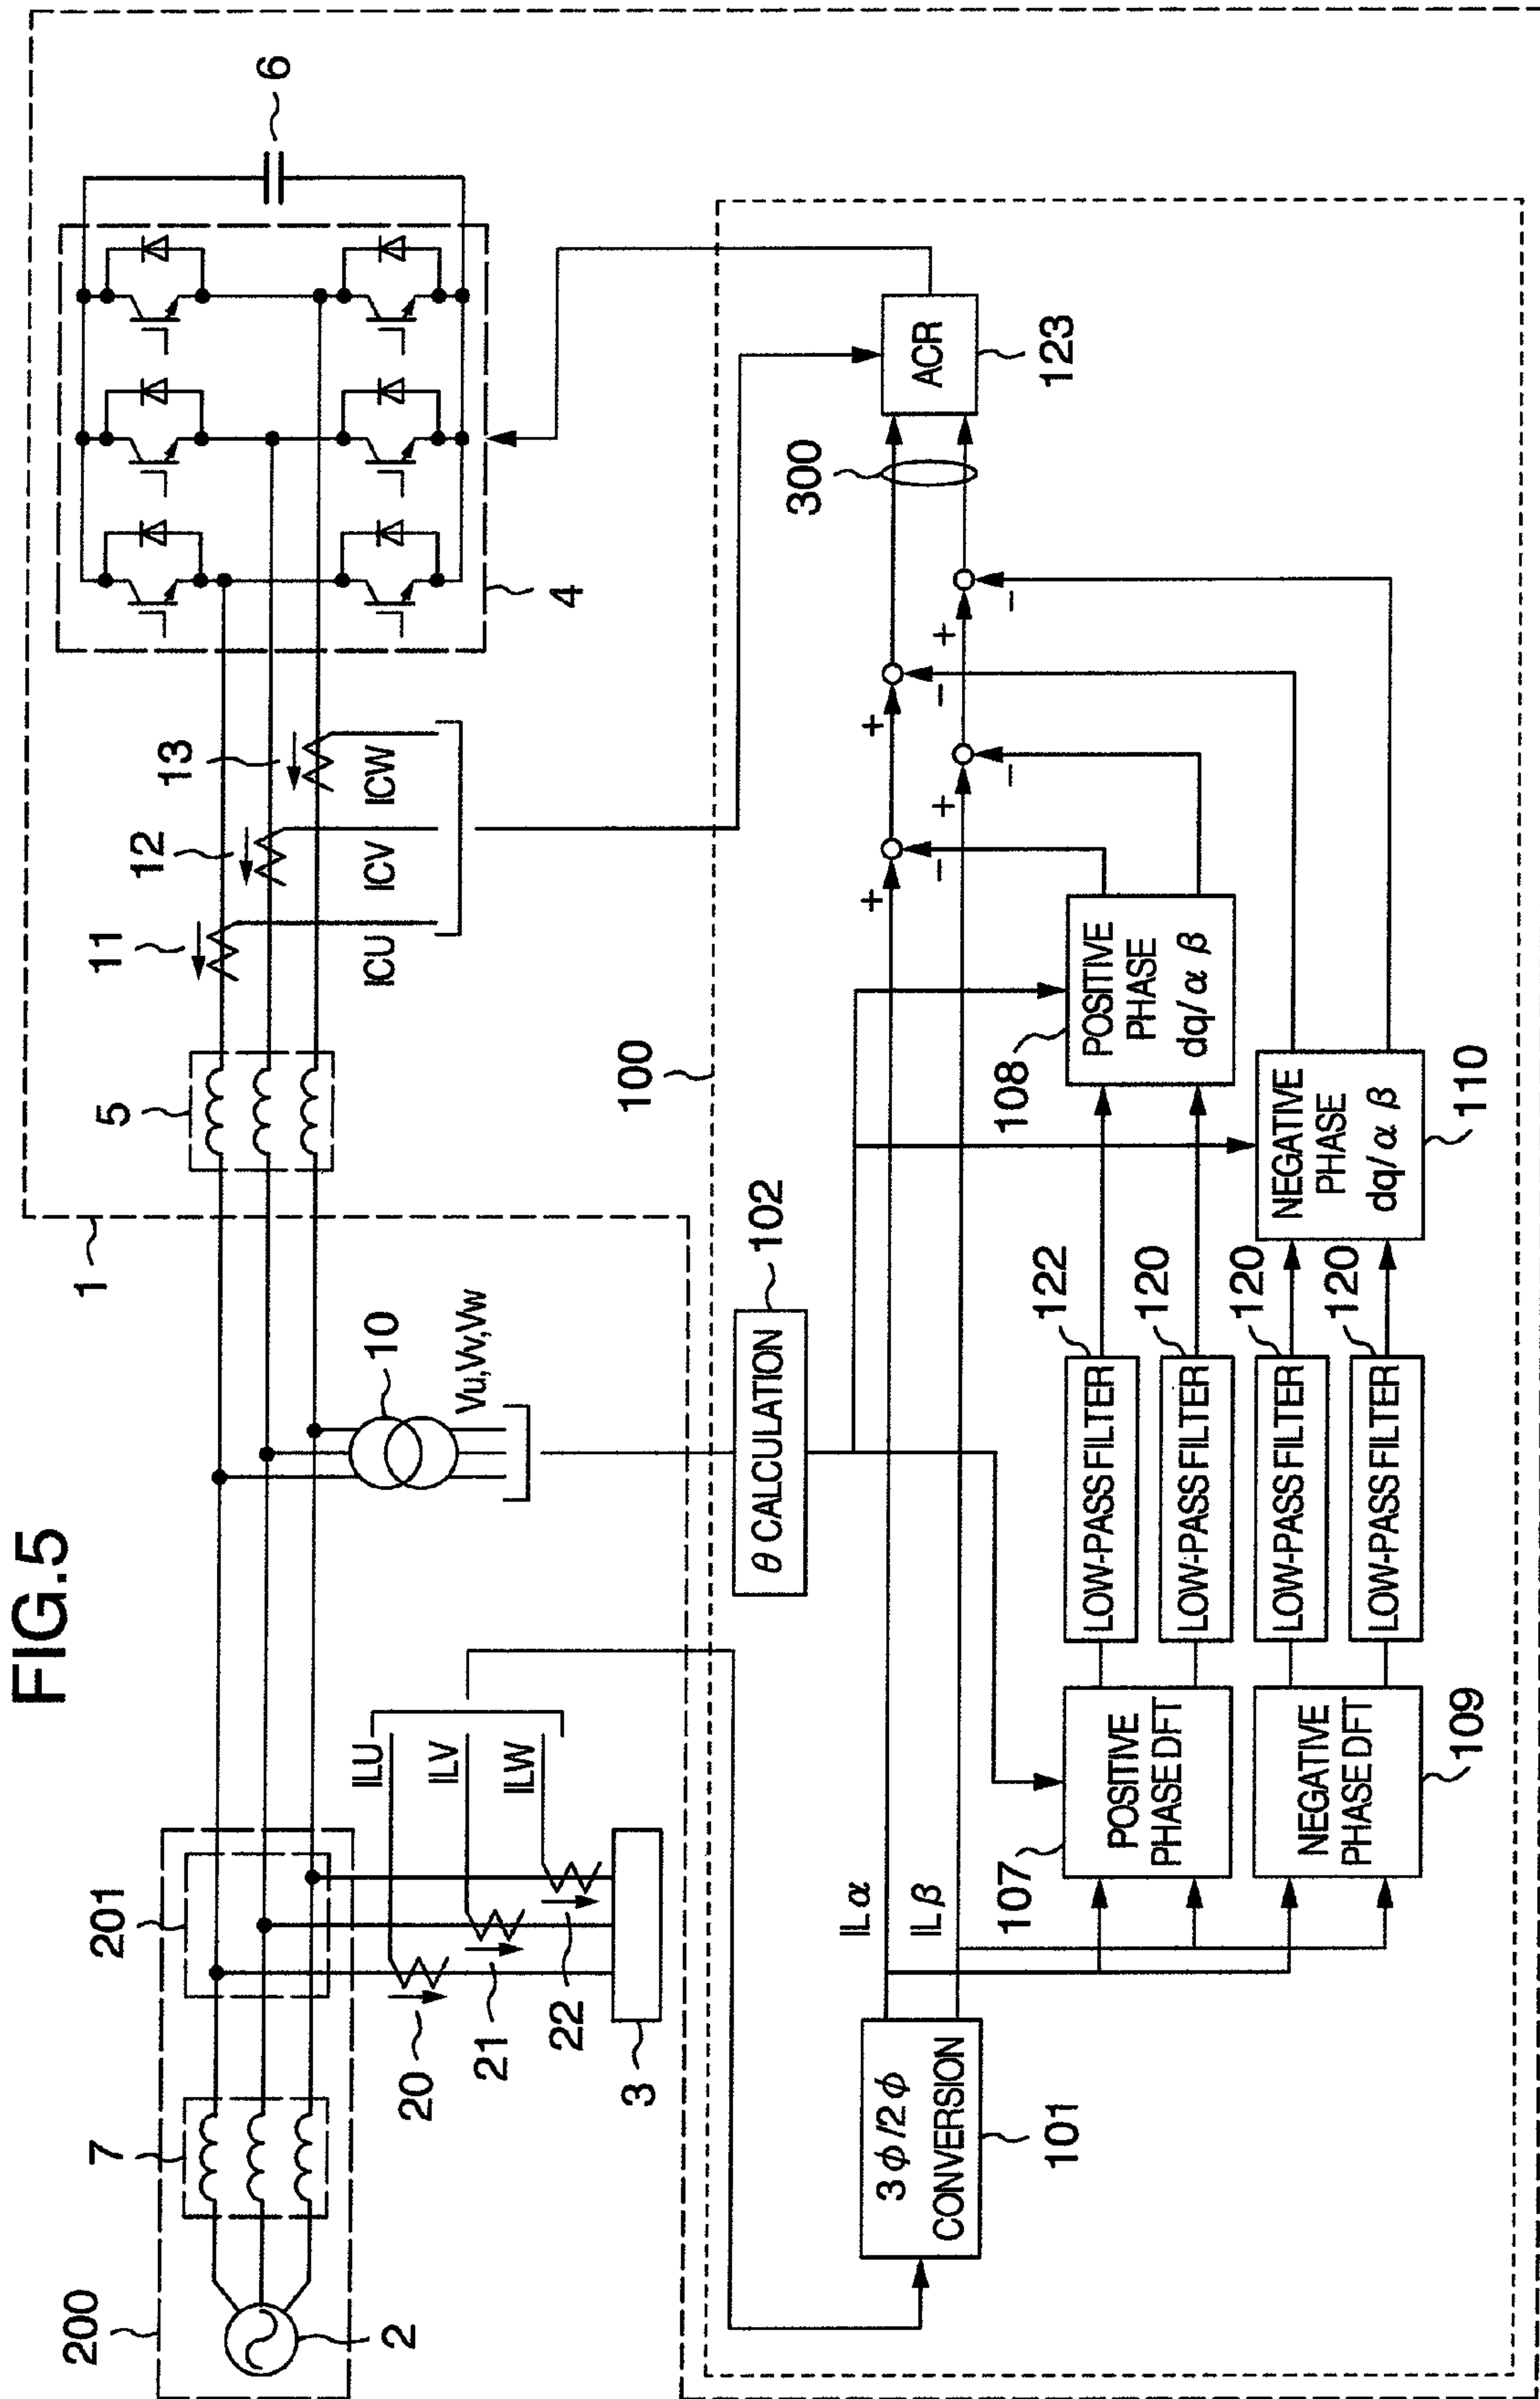 FIG.5
200
2
7
201
20
21
22
3
ILU
ILV
ILW
10
Vu,Vv,Vw
1
5
11
12
13
ICU
ICV
ICW
4
6
100
θ CALCULATION
102
3ϕ/2ϕ
CONVERSION
101
ILα
ILβ
107
POSITIVE
PHASE DFT
NEGATIVE
PHASE DFT
109
LOW-PASS FILTER
122
LOW-PASS FILTER
120
LOW-PASS FILTER
120
LOW-PASS FILTER
120
108
POSITIVE
PHASE
dq/αβ
NEGATIVE
PHASE
dq/αβ
110
+
−
+
−
+
−
+
−
300
ACR
123